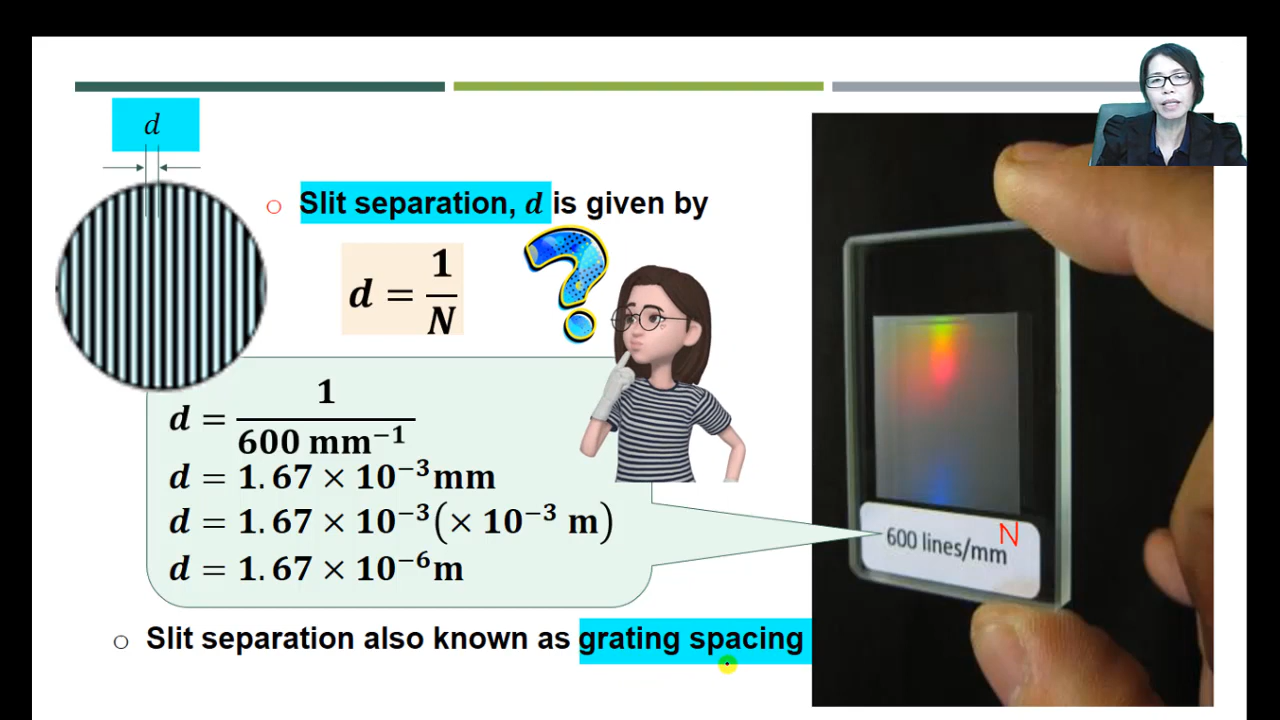 d
Slit separation, d is given by
d = 1/N
d = 1/600 mm⁻¹
d = 1.67 × 10⁻³mm
d = 1.67 × 10⁻³(× 10⁻³ m)
d = 1.67 × 10⁻⁶m
N
600 lines/mm
Slit separation also known as grating spacing